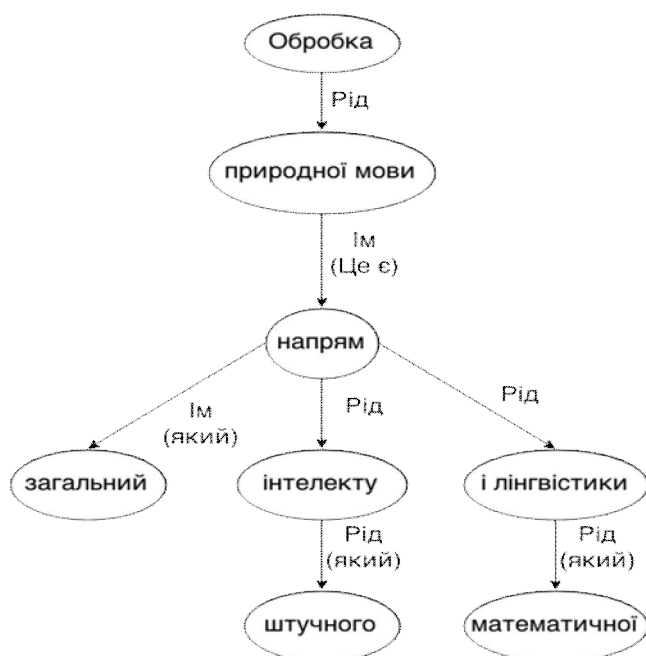 Обробка
Рід
природної мови
Ім
(Це є)
напрям
Ім
(який)
Рід
Рід
загальний
інтелекту
і лінгвістики
Рід
(який)
Рід
(який)
штучного
математичної